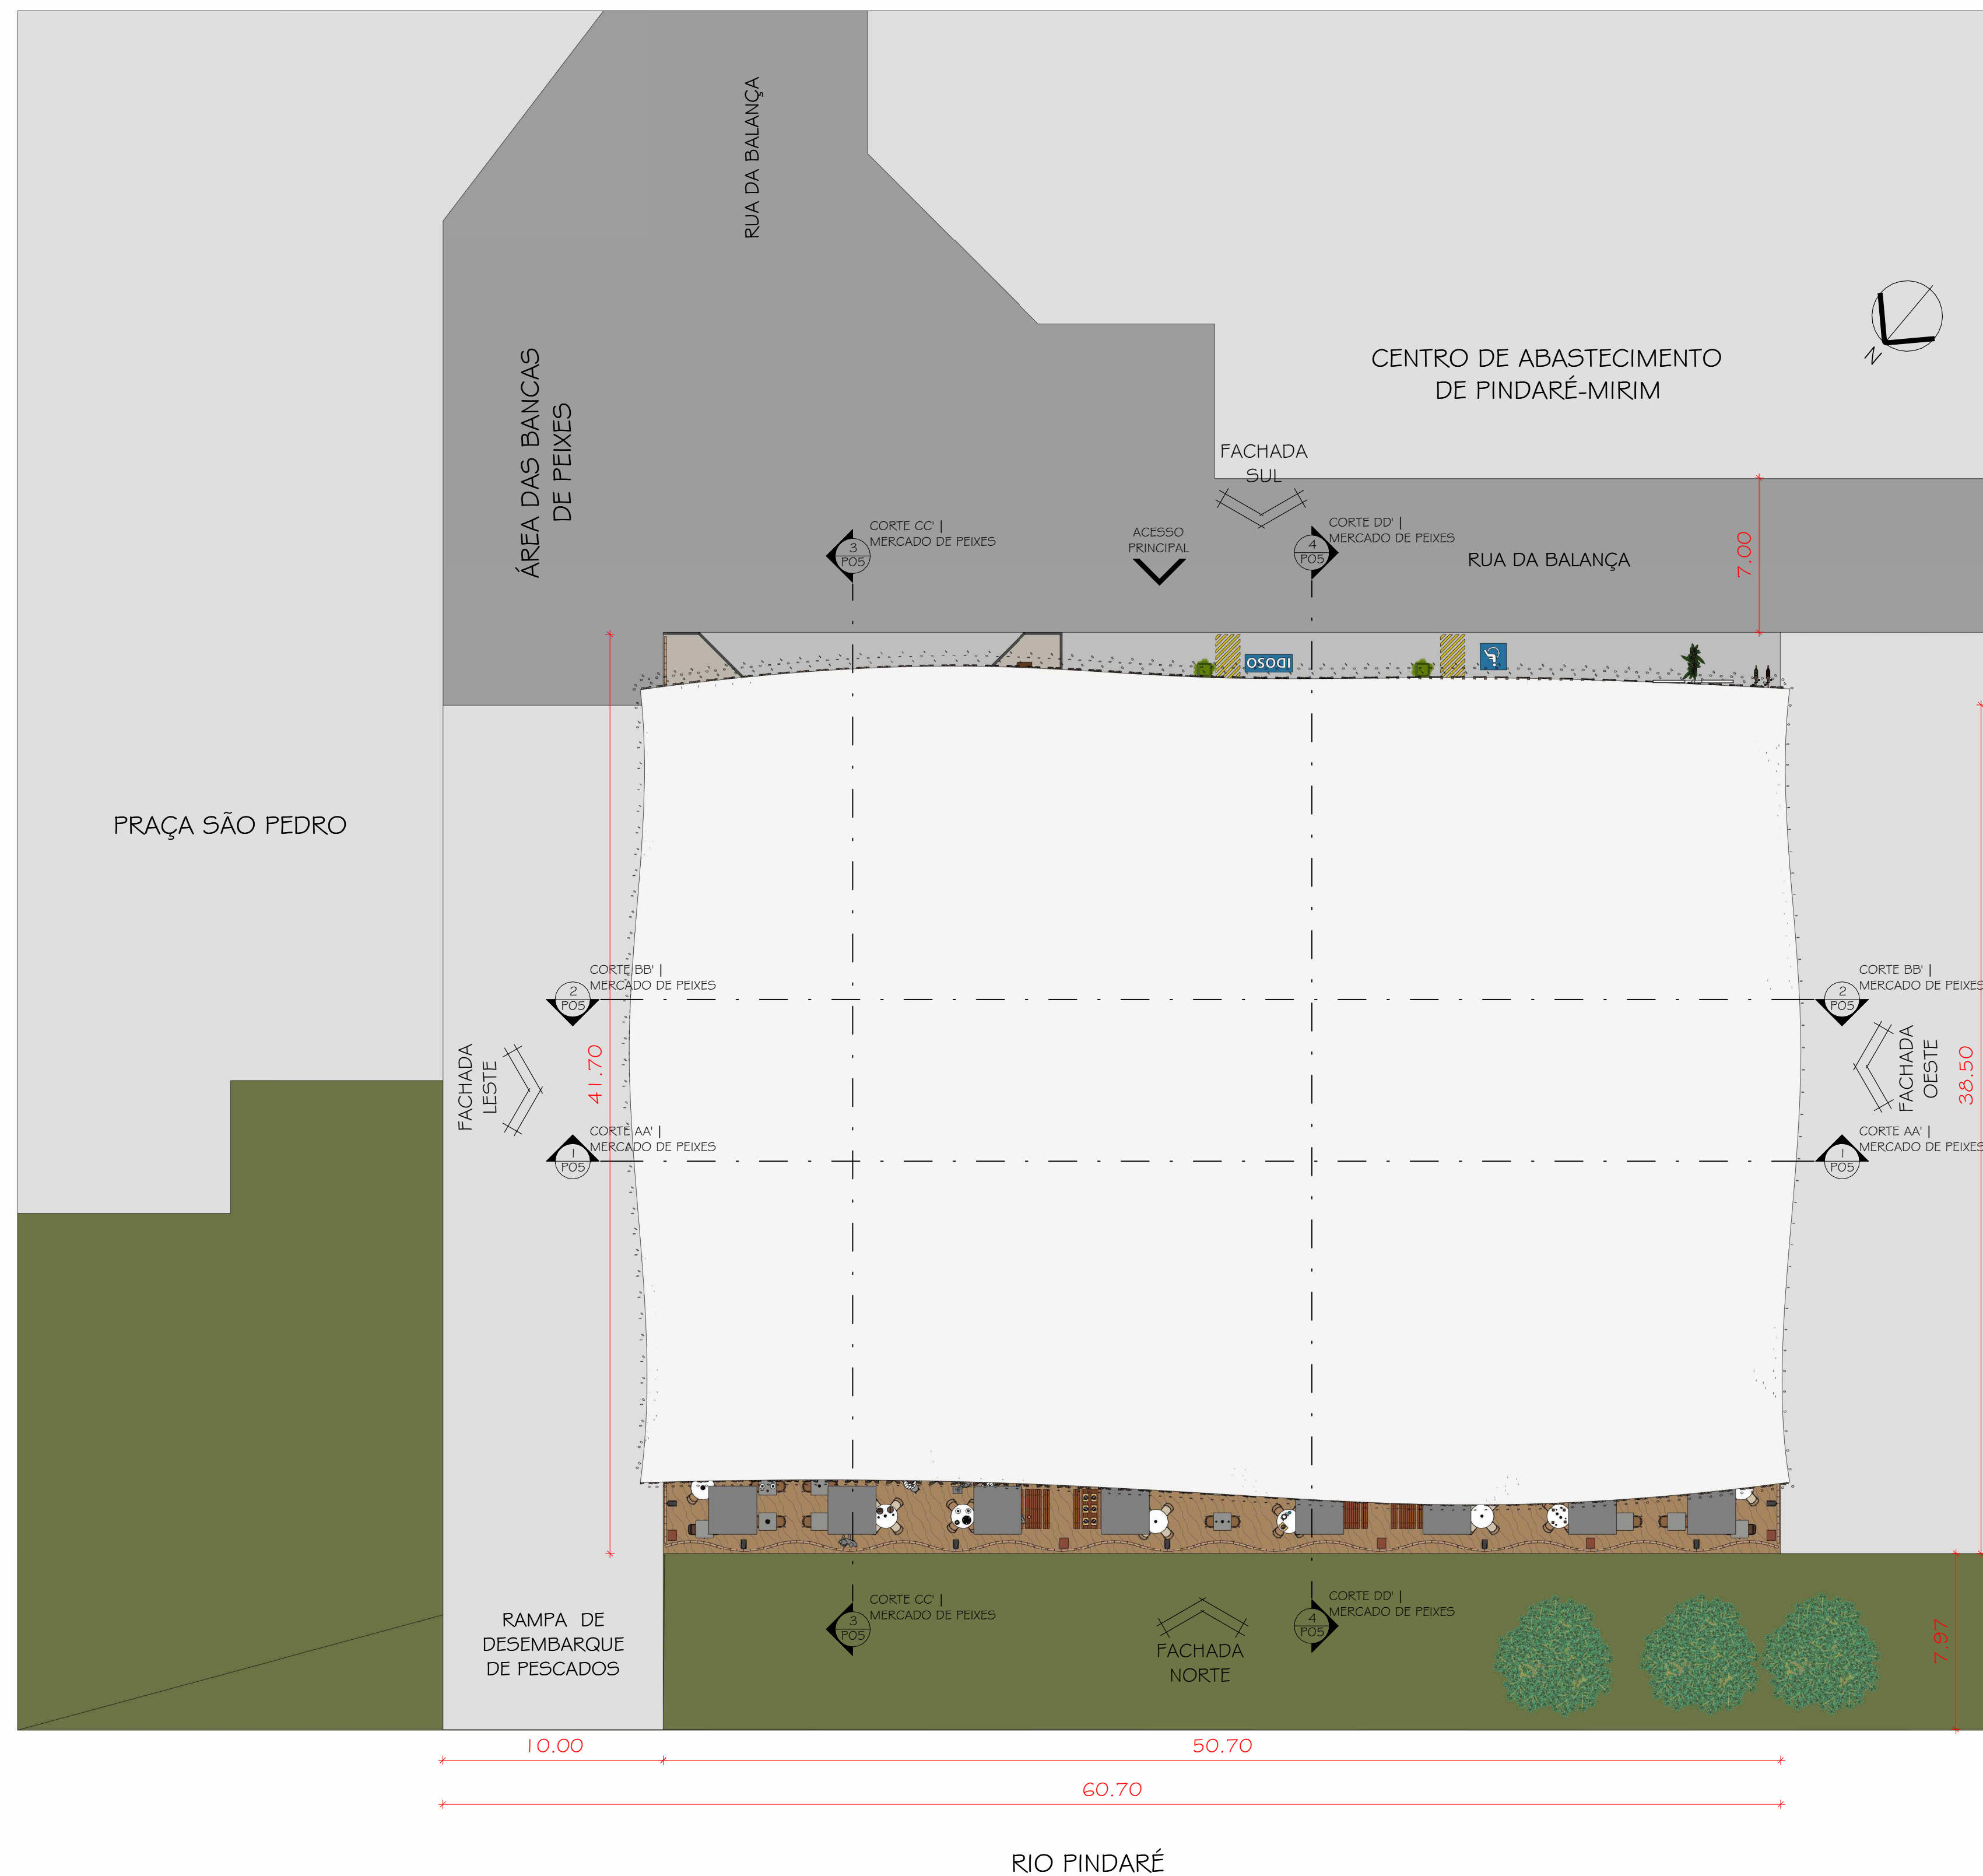 RUA DA BALANÇA
CENTRO DE ABASTECIMENTO
DE PINDARÉ-MIRIM
N
ÁREA DAS BANCAS
DE PEIXES
FACHADA
SUL
CORTE CC' |
MERCADO DE PEIXES
3
P05
ACESSO
PRINCIPAL
CORTE DD' |
MERCADO DE PEIXES
4
P05
RUA DA BALANÇA
7.00
IDOSO
PRAÇA SÃO PEDRO
CORTE BB' |
MERCADO DE PEIXES
2
P05
CORTE BB' |
MERCADO DE PEIXES
2
P05
FACHADA
LESTE
41.70
FACHADA
OESTE
38.50
CORTE AA' |
MERCADO DE PEIXES
1
P05
CORTE AA' |
MERCADO DE PEIXES
1
P05
CORTE CC' |
MERCADO DE PEIXES
3
P05
CORTE DD' |
MERCADO DE PEIXES
4
P05
RAMPA DE
DESEMBARQUE
DE PESCADOS
FACHADA
NORTE
7.97
10.00
50.70
60.70
RIO PINDARÉ